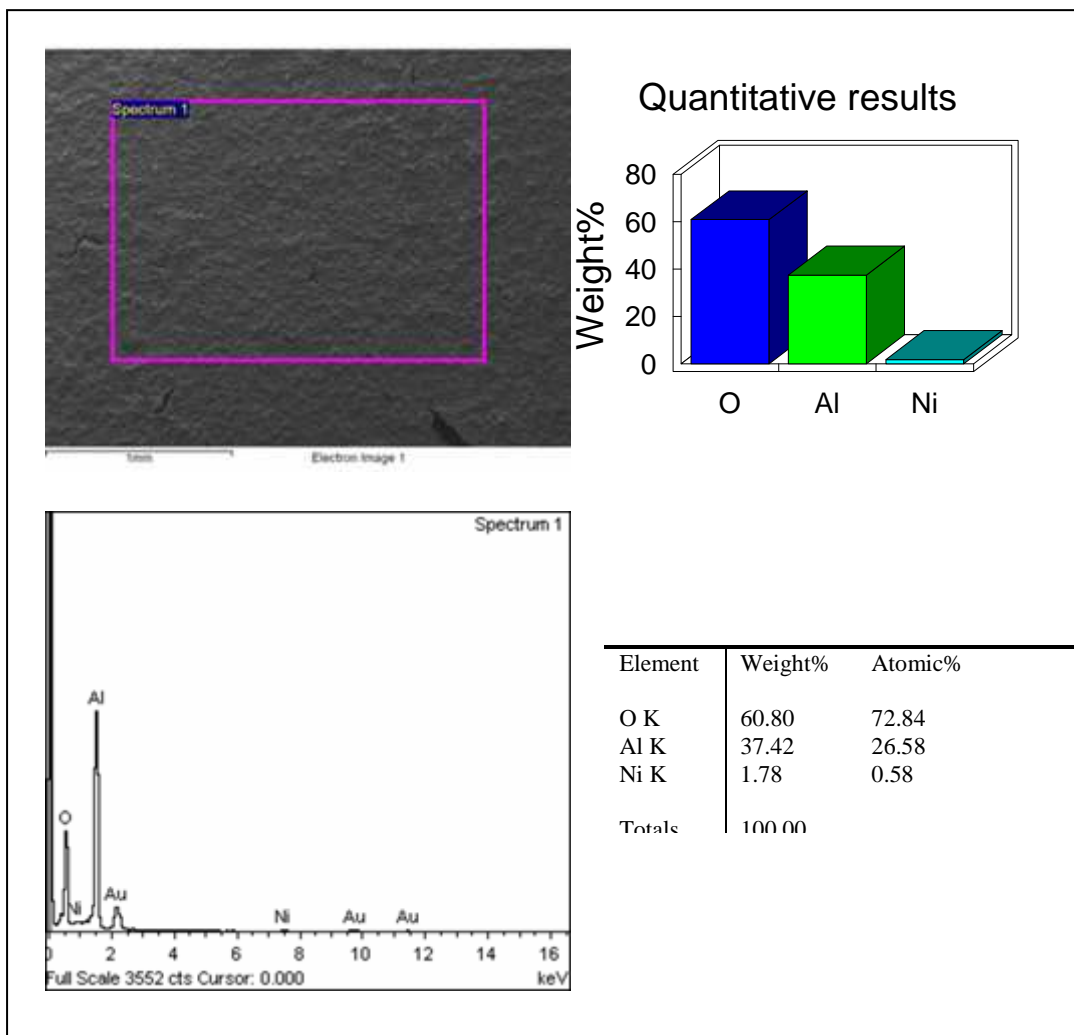 Spectrum 1
1mm Electron Image 1
Quantitative results
Weight%
80
60
40
20
0
O Al Ni
Spectrum 1
Al
O
Ni
Au
Ni Au Au
0 2 4 6 8 10 12 14 16
Full Scale 3552 cts Cursor: 0.000 keV
Element Weight% Atomic%
O K 60.80 72.84
Al K 37.42 26.58
Ni K 1.78 0.58
Totals 100.00